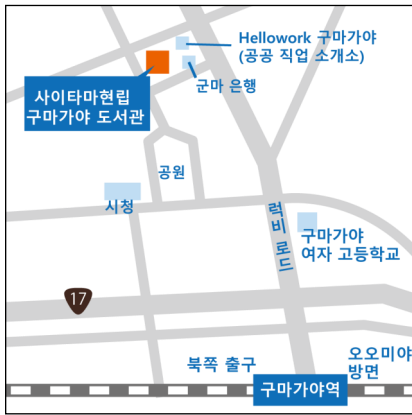 Hellowork 구마가야
(공공 직업 소개소)
군마 은행
사이타마현립
구마가야 도서관
공원
시청
럭비 로드
구마가야
여자 고등학교
17
북쪽 출구
오오미야
방면
구마가야역